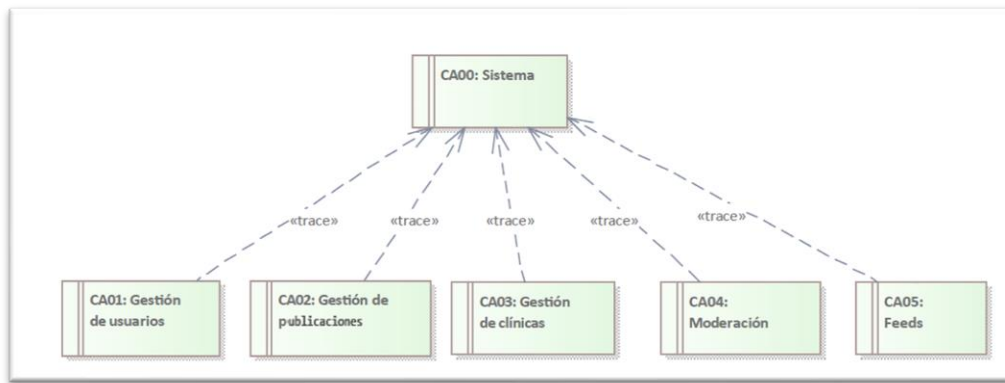 CA00: Sistema
«trace»
«trace»
«trace»
«trace»
«trace»
CA01: Gestión
de usuarios
CA02: Gestión de
publicaciones
CA03: Gestión
de clínicas
CA04:
Moderación
CA05:
Feeds